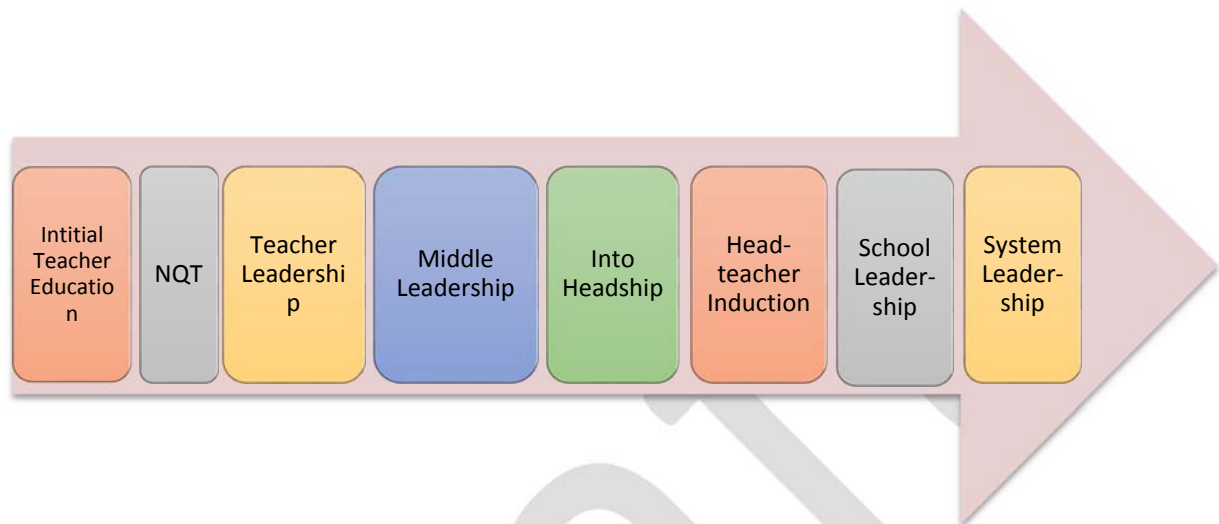 Intitial
Teacher
Educatio
n
NQT
Teacher
Leadershi
p
Middle
Leadership
Into
Headship
Head-
teacher
Induction
School
Leader-
ship
System
Leader-
ship